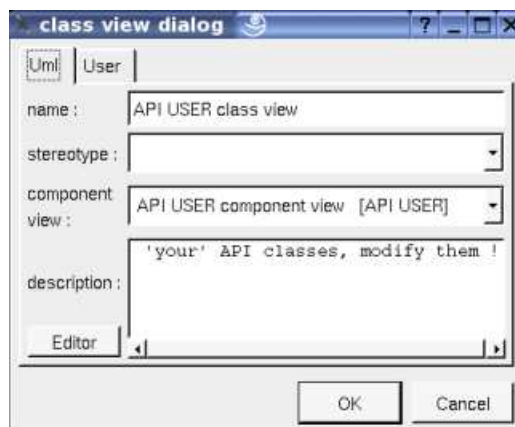 class view dialog
Uml User
name : API USER class view
stereotype :
component view : API USER component view [API USER]
description : 'your' API classes, modify them !
Editor
OK Cancel